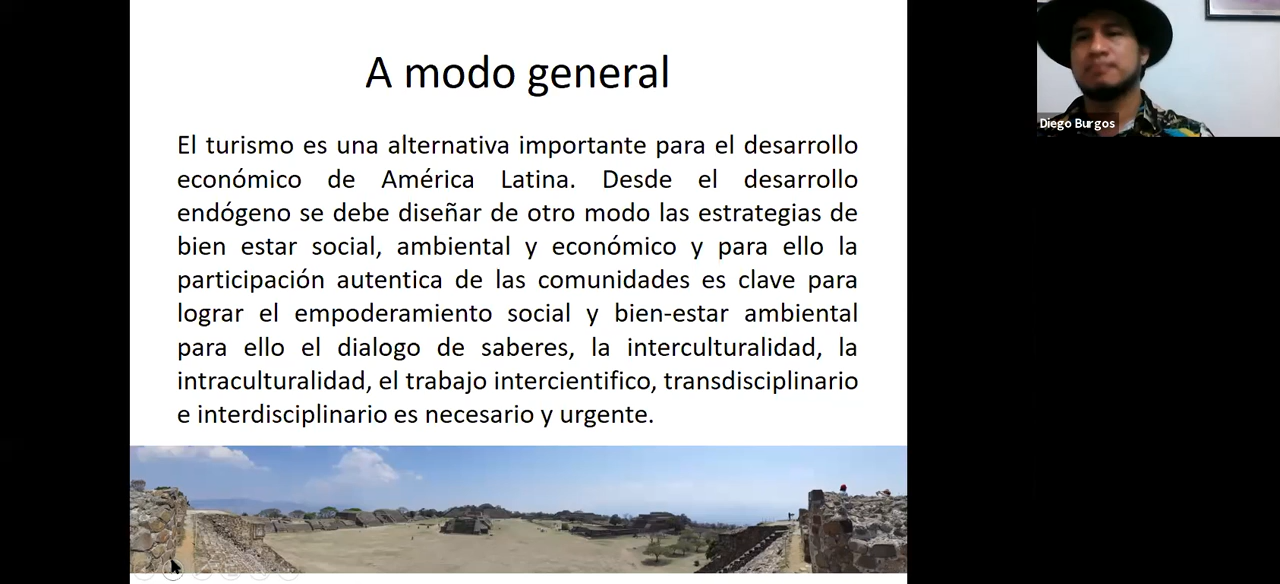 A modo general
El turismo es una alternativa importante para el desarrollo
económico de América Latina. Desde el desarrollo
endógeno se debe diseñar de otro modo las estrategias de
bien estar social, ambiental y económico y para ello la
participación autentica de las comunidades es clave para
lograr el empoderamiento social y bien-estar ambiental
para ello el dialogo de saberes, la interculturalidad, la
intraculturalidad, el trabajo intercientifico, transdisciplinario
e interdisciplinario es necesario y urgente.
Diego Burgos